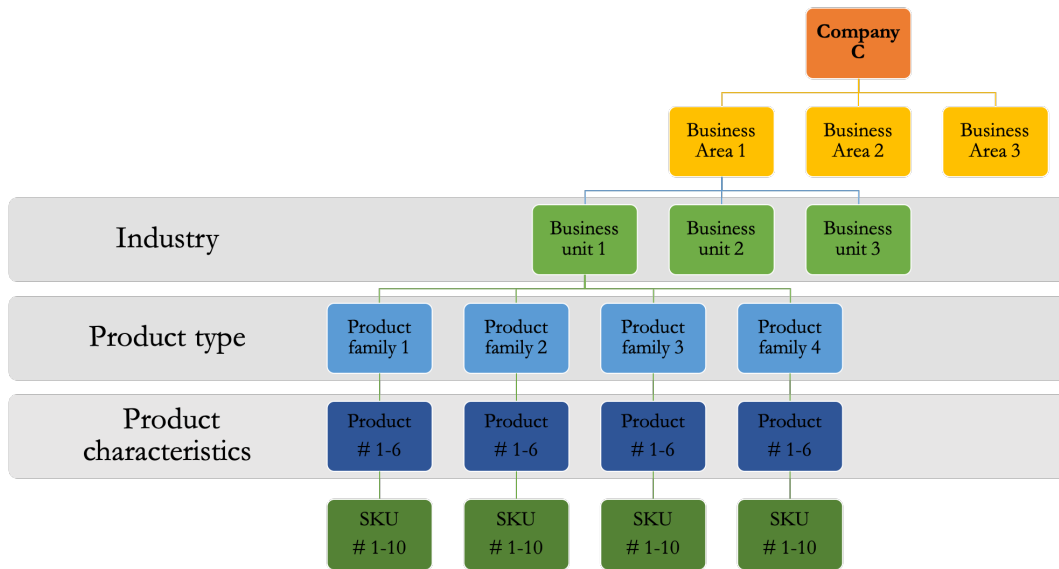 Company
C
Business
Area 1
Business
Area 2
Business
Area 3
Industry
Business
unit 1
Business
unit 2
Business
unit 3
Product type
Product
family 1
Product
family 2
Product
family 3
Product
family 4
Product
characteristics
Product
# 1-6
Product
# 1-6
Product
# 1-6
Product
# 1-6
SKU
# 1-10
SKU
# 1-10
SKU
# 1-10
SKU
# 1-10